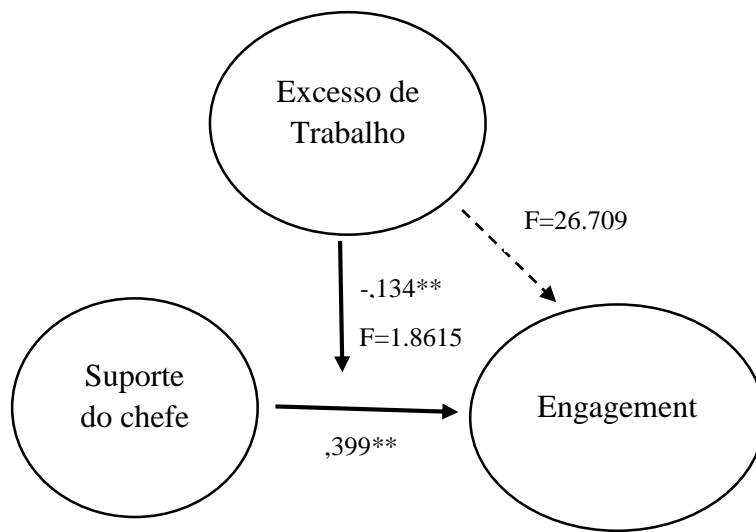 Excesso de
Trabalho
F=26.709
-,134**
F=1.8615
Suporte
do chefe
Engagement
,399**